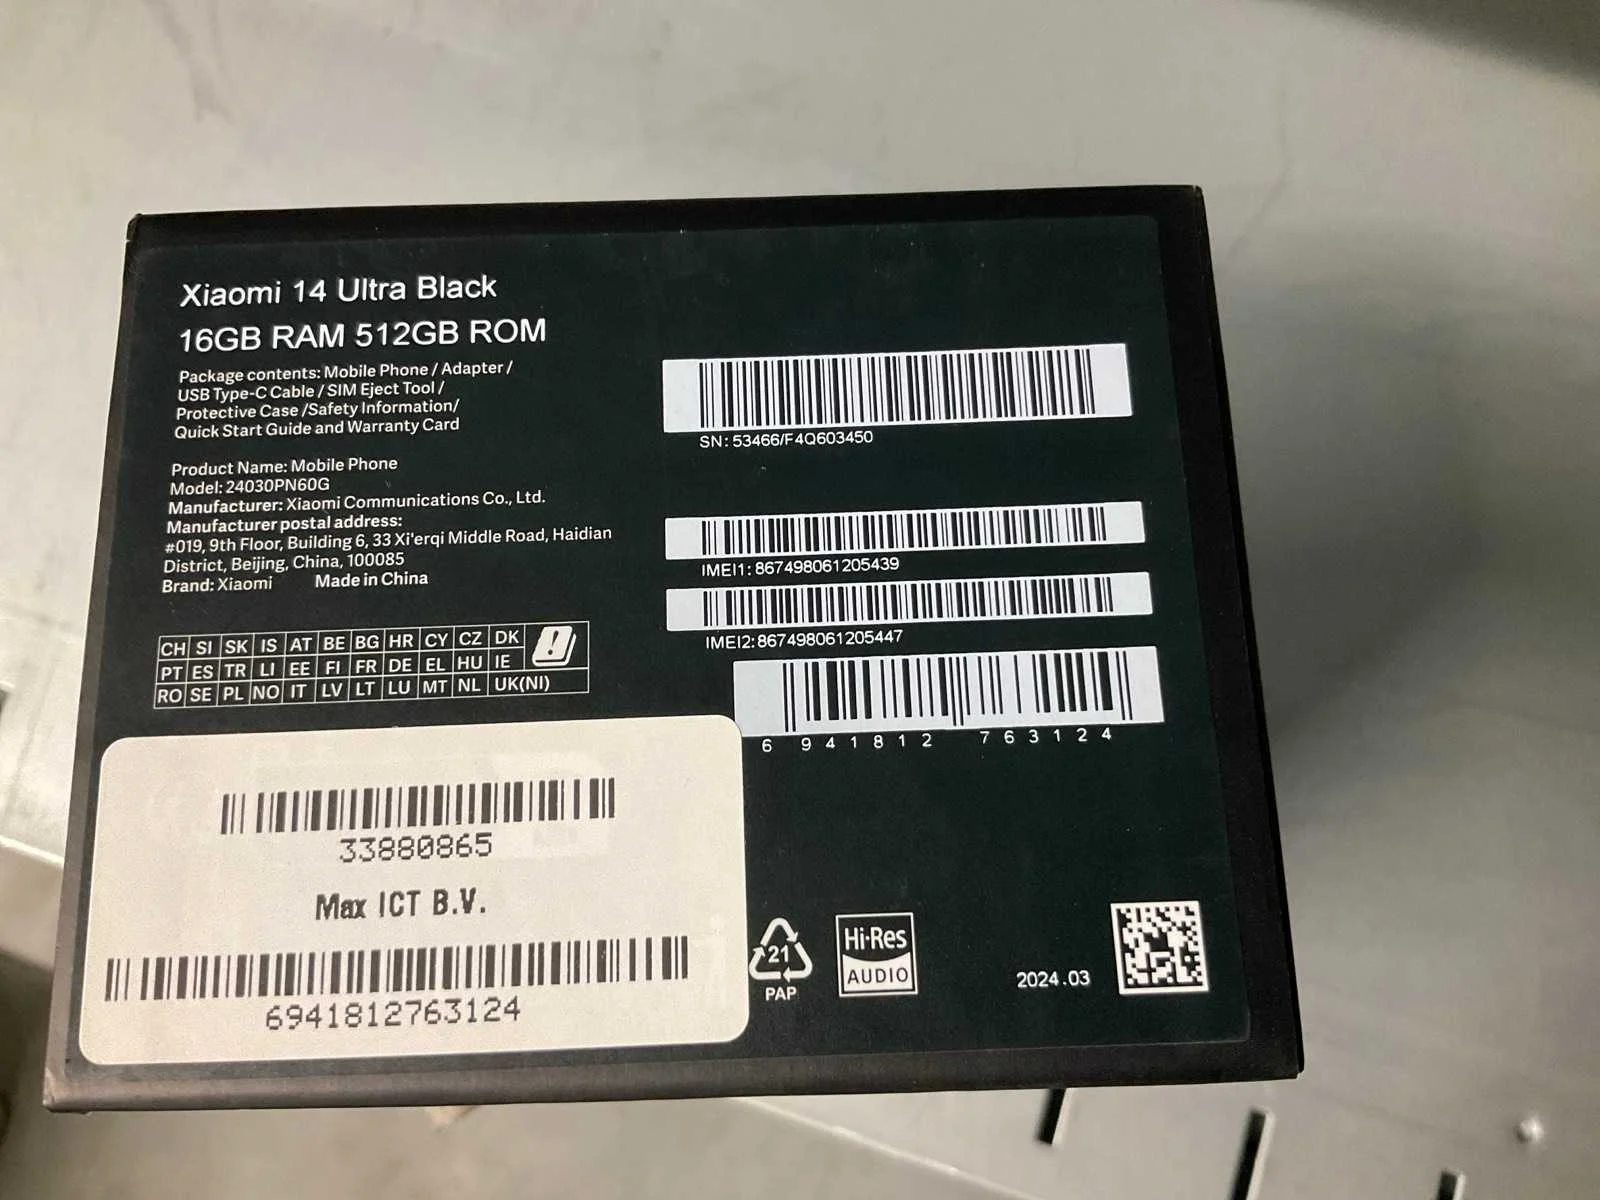 Xiaomi 14 Ultra Black
16GB RAM 512GB ROM
Package contents: Mobile Phone / Adapter /
USB Type-C Cable / SIM Eject Tool /
Protective Case /Safety Information/
Quick Start Guide and Warranty Card
Product Name: Mobile Phone
Model: 24030PN60G
Manufacturer: Xiaomi Communications Co., Ltd.
Manufacturer postal address:
#019, 9th Floor, Building 6, 33 Xi'erqi Middle Road, Haidian
District, Beijing, China, 100085
Brand: Xiaomi Made in China
CH SI SK IS AT BE BG HR CY CZ DK
PT ES TR LI EE FI FR DE EL HU IE
RO SE PL NO IT LV LT LU MT NL UK(NI)
SN: 53466/F4Q603450
IMEI1: 867498061205439
IMEI2: 867498061205447
6 941812 763124
33880865
Max ICT B.V.
6941812763124
21
PAP
Hi-Res
AUDIO
2024.03